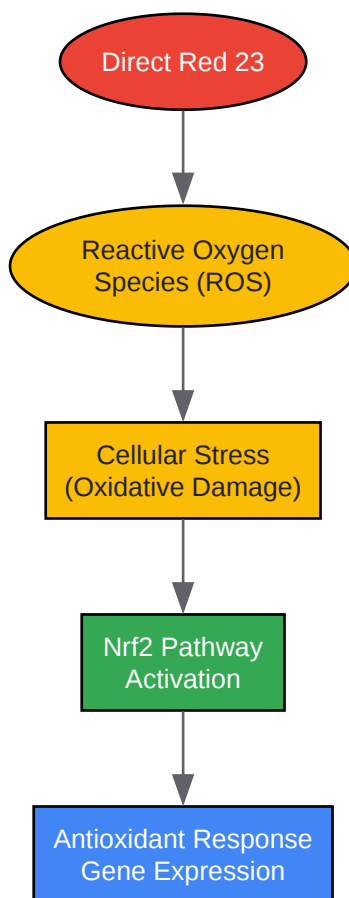 Direct Red 23
Reactive Oxygen
Species (ROS)
Cellular Stress
(Oxidative Damage)
Nrf2 Pathway
Activation
Antioxidant Response
Gene Expression